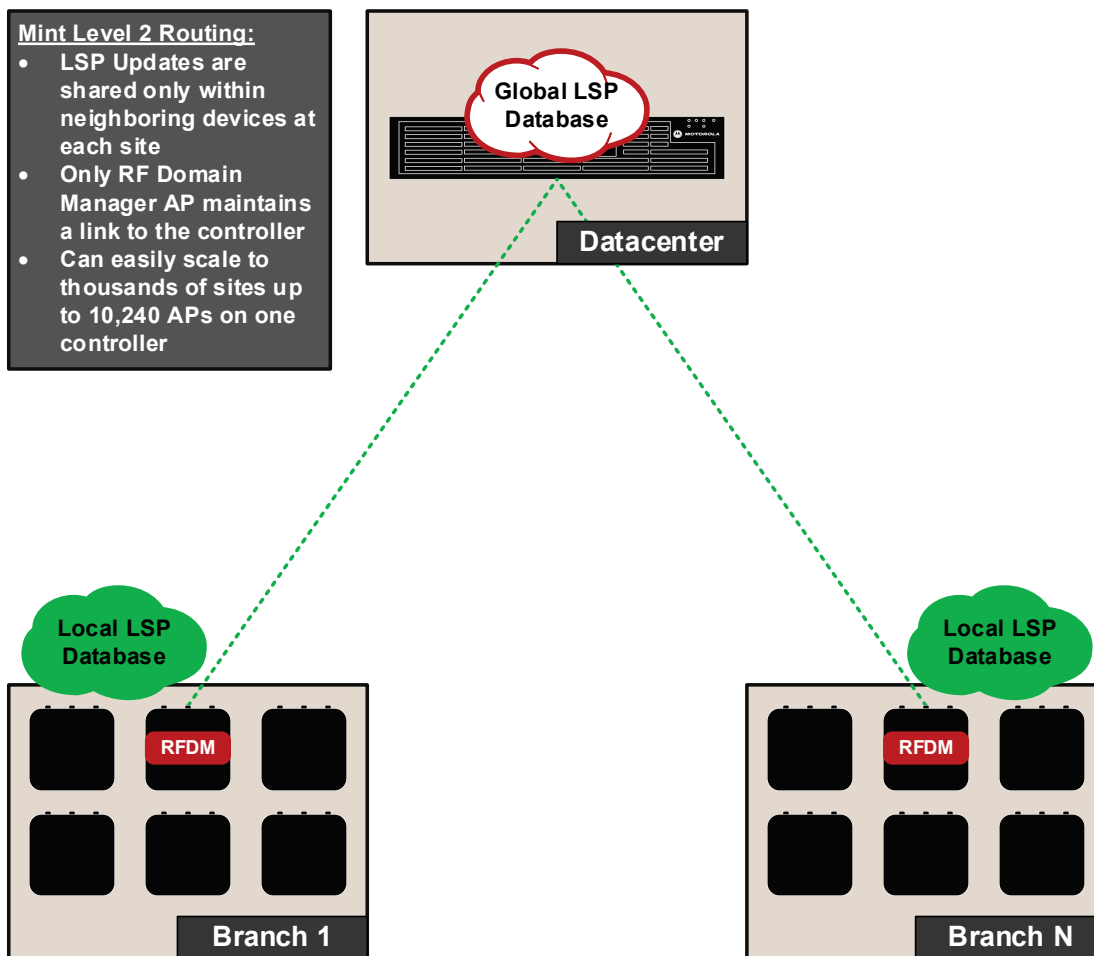 Mint Level 2 Routing:
• LSP Updates are
shared only within
neighboring devices at
each site
• Only RF Domain
Manager AP maintains
a link to the controller
• Can easily scale to
thousands of sites up
to 10,240 APs on one
controller
Global LSP
Database
MOTOROLA
Datacenter
Local LSP
Database
RFDM
Branch 1
Local LSP
Database
RFDM
Branch N